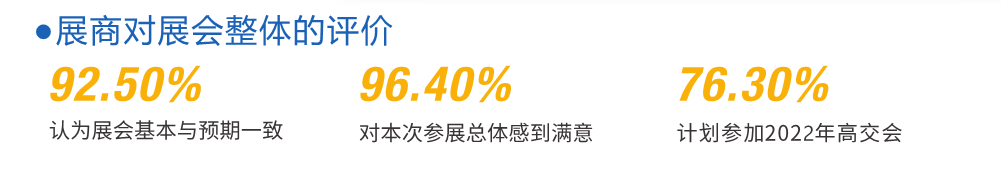 ●展商对展会整体的评价
92.50% 96.40% 76.30%
认为展会基本与预期一致 对本次参展总体感到满意 计划参加2022年高交会